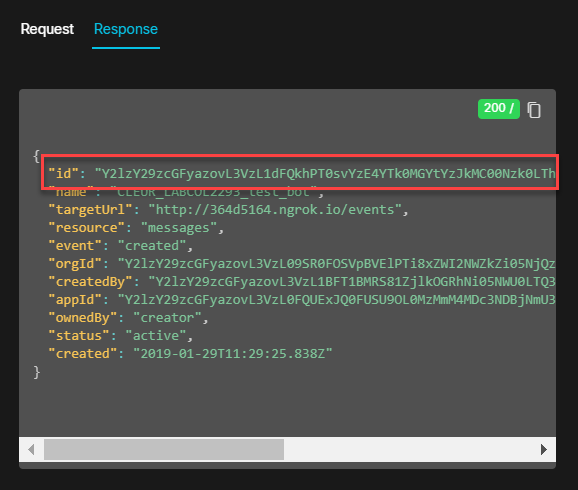 Request Response
200 /
{
"id": "Y2lzY29zcGFyazovL3VzL1dFQkhPT0svYzE4YTk0MGYtYzJkMC00Nzk0LTh
"name": "CLEUR_LABCOL2293_test_bot",
"targetUrl": "http://364d5164.ngrok.io/events",
"resource": "messages",
"event": "created",
"orgId": "Y2lzY29zcGFyazovL3VzL09SR0FOSVpBVElPTi8xZWI2NWZkZi05NjQz
"createdBy": "Y2lzY29zcGFyazovL3VzL1BFT1BMRS81ZjlkOGRhNi05NWU0LTQ3
"appId": "Y2lzY29zcGFyazovL3VzL0FQUExJQ0FUSU9OL0MzMmM4MDc3NDBjNmU3
"ownedBy": "creator",
"status": "active",
"created": "2019-01-29T11:29:25.838Z"
}